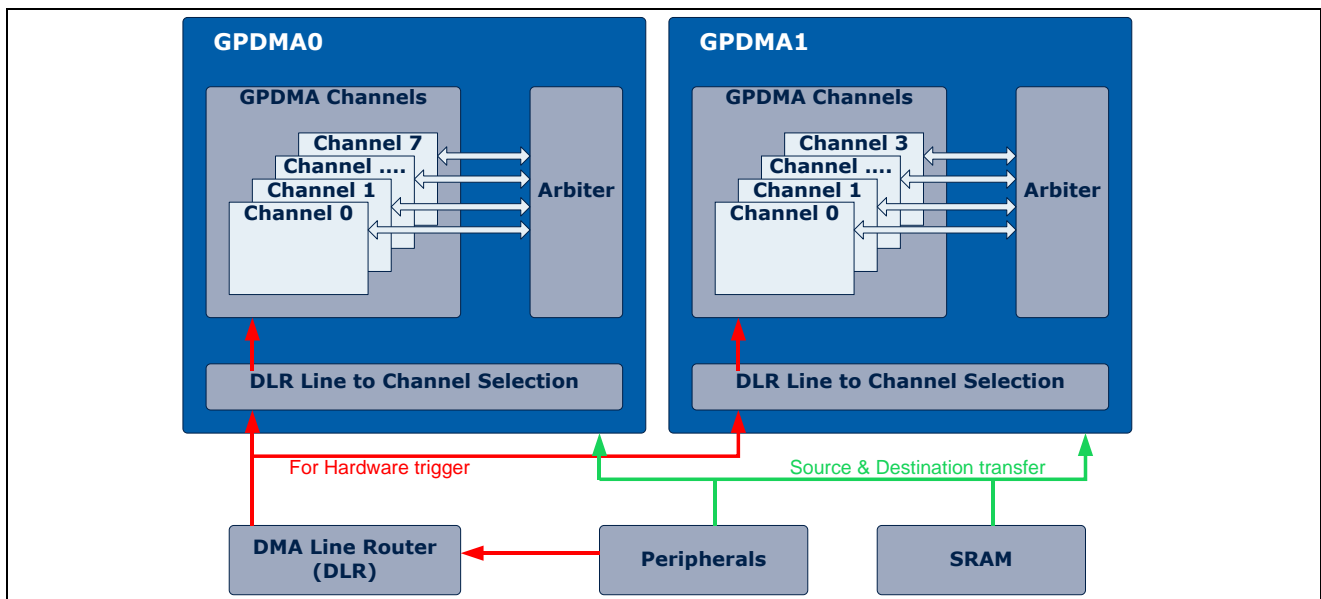 GPDMA0
GPDMA Channels
Channel 7
Channel ....
Channel 1
Channel 0
Arbiter
DLR Line to Channel Selection
GPDMA1
GPDMA Channels
Channel 3
Channel ....
Channel 1
Channel 0
Arbiter
DLR Line to Channel Selection
For Hardware trigger
Source & Destination transfer
DMA Line Router
(DLR)
Peripherals
SRAM